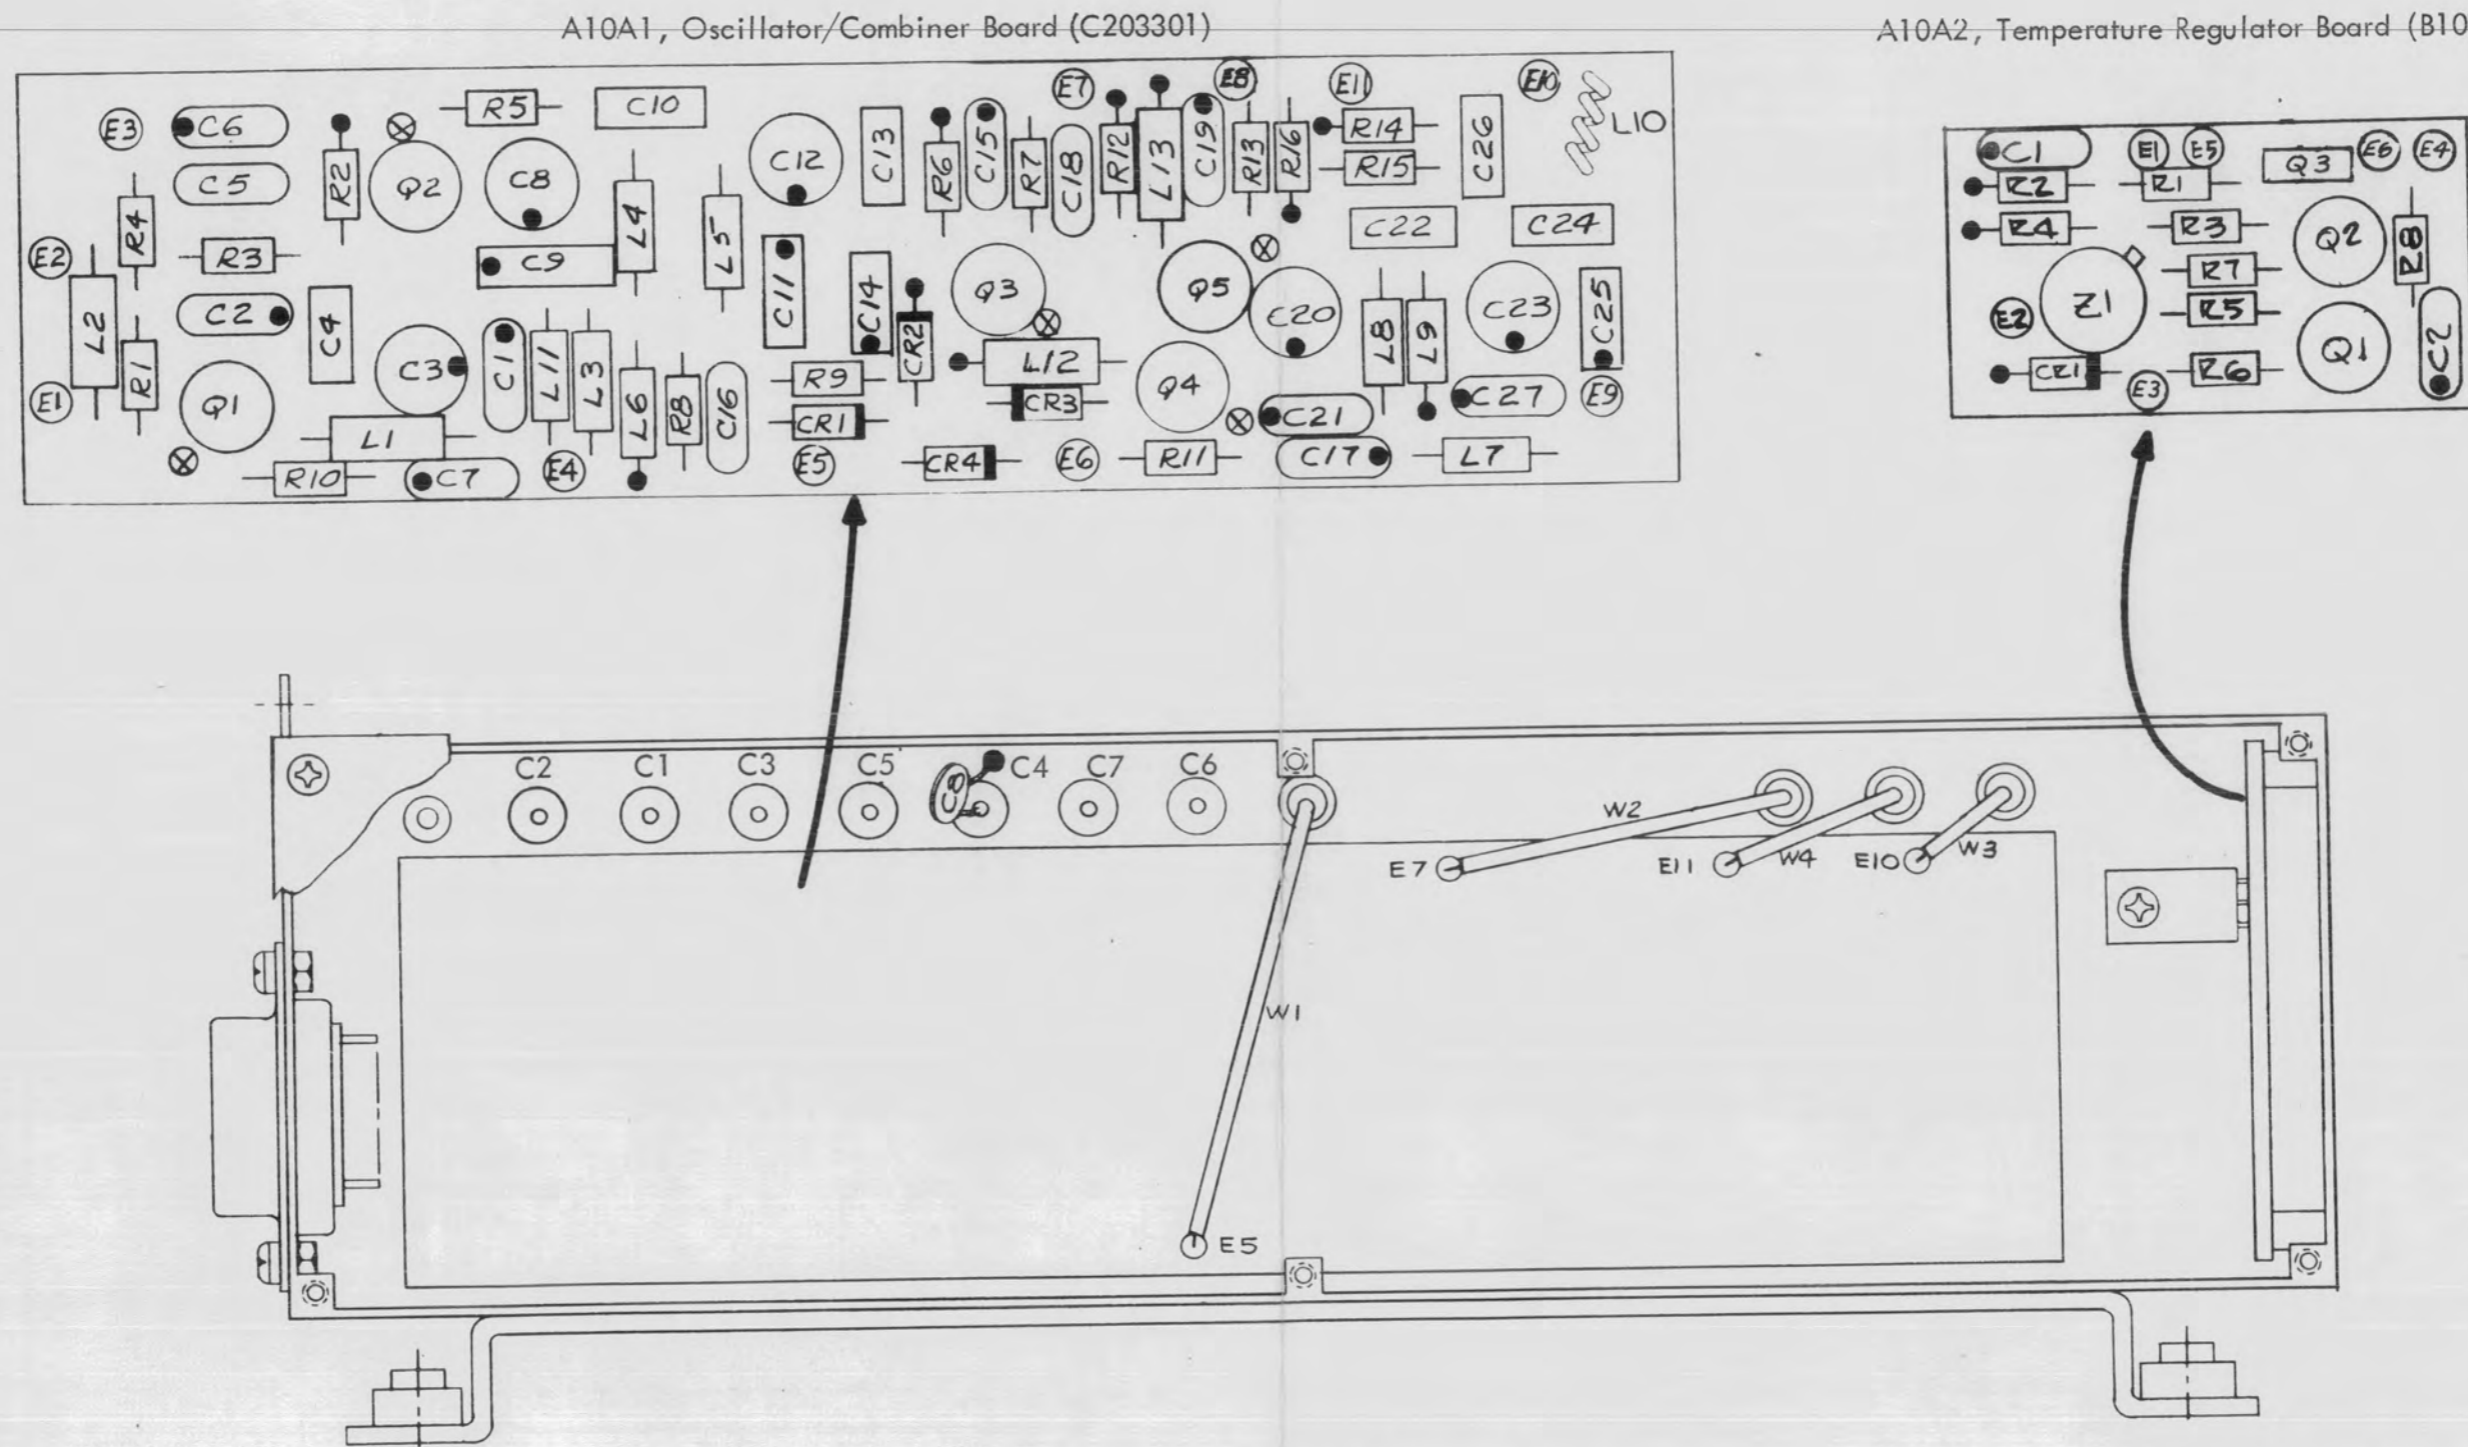 A10A1, Oscillator/Combiner Board (C203301)
A10A2, Temperature Regulator Board (B10
E3
C6
R2
R5
C10
C12
C13
R6
C15
R7
E7
C18
R12
L13
C19
E8
R13
R16
E11
R14
R15
C26
E10
L10
C5
Q2
C8
L4
L5
R4
E2
R3
C9
C22
C24
L2
C2
C4
C3
C1
L11
L3
C11
C14
CR2
Q3
Q5
C20
L8
L9
C23
C25
E1
R1
Q1
L1
L6
R8
C16
R9
CR1
L12
CR3
Q4
C21
C27
E9
R10
C7
E4
E5
CR4
E6
R11
C17
L7
C1
E1
E5
Q3
E6
E4
R2
R1
R4
R3
Q2
R8
Z1
R7
E2
R5
Q1
C2
CR1
E3
R6
C2
C1
C3
C5
C8
C4
C7
C6
W2
E7
E11
W4
E10
W3
W1
E5